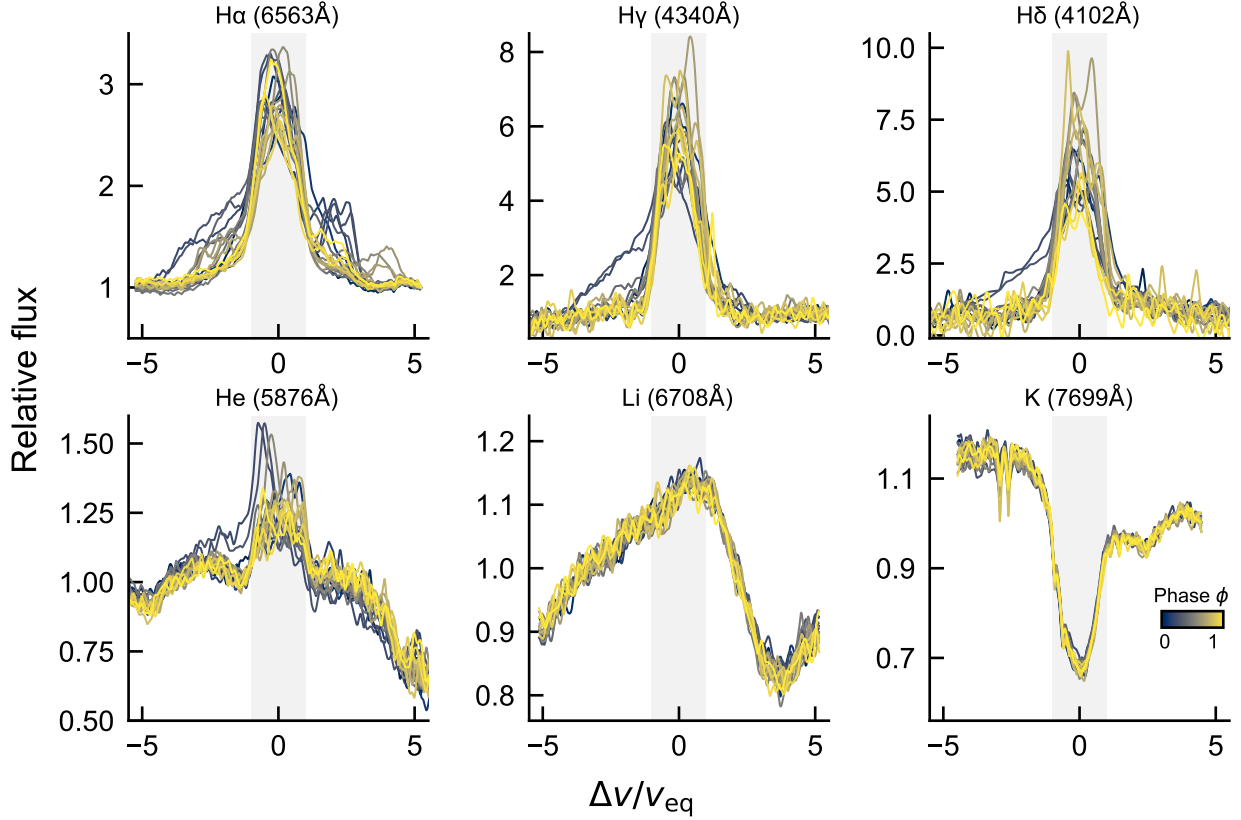 Hα (6563Å)
Hγ (4340Å)
Hδ (4102Å)
3
2
1
8
6
4
2
10.0
7.5
5.0
2.5
0.0
−5 0 5
−5 0 5
−5 0 5
Relative flux
He (5876Å)
Li (6708Å)
K (7699Å)
1.50
1.25
1.00
0.75
0.50
1.2
1.1
1.0
0.9
0.8
1.1
0.9
0.7
Phase ϕ
0 1
−5 0 5
−5 0 5
−5 0 5
Δv/v_eq